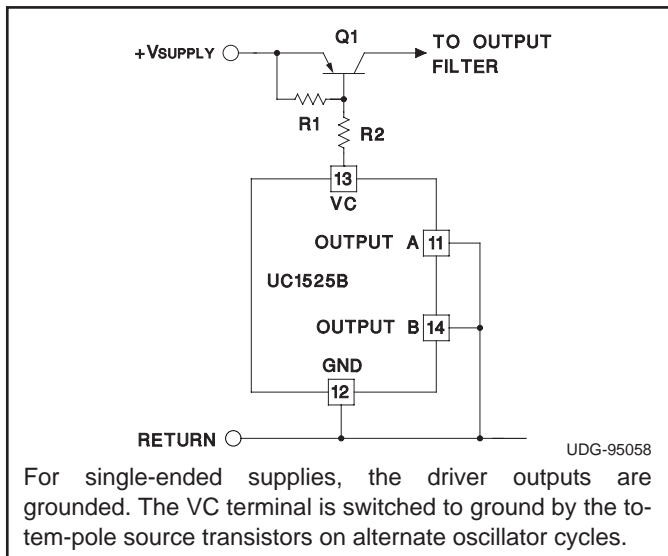 Q1
+VSUPPLY
TO OUTPUT
FILTER
R1
R2
13
VC
OUTPUT A 11
UC1525B
OUTPUT B 14
GND
12
RETURN
UDG-95058
For single-ended supplies, the driver outputs are
grounded. The VC terminal is switched to ground by the to-
tem-pole source transistors on alternate oscillator cycles.